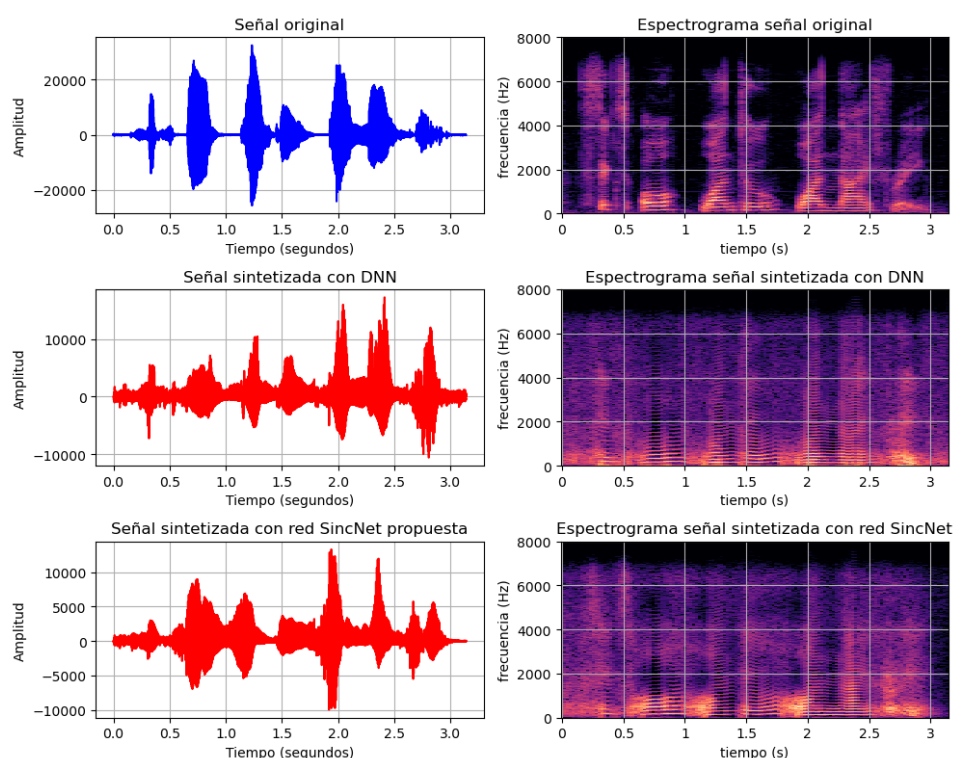 Señal original
Amplitud
20000
0
−20000
0.0 0.5 1.0 1.5 2.0 2.5 3.0
Tiempo (segundos)
Espectrograma señal original
frecuencia (Hz)
8000
6000
4000
2000
0
0 0.5 1 1.5 2 2.5 3
tiempo (s)
Señal sintetizada con DNN
Amplitud
10000
0
−10000
0.0 0.5 1.0 1.5 2.0 2.5 3.0
Tiempo (segundos)
Espectrograma señal sintetizada con DNN
frecuencia (Hz)
8000
6000
4000
2000
0
0 0.5 1 1.5 2 2.5 3
tiempo (s)
Señal sintetizada con red SincNet propuesta
Amplitud
10000
5000
0
−5000
−10000
0.0 0.5 1.0 1.5 2.0 2.5 3.0
Tiempo (segundos)
Espectrograma señal sintetizada con red SincNet
frecuencia (Hz)
8000
6000
4000
2000
0
0 0.5 1 1.5 2 2.5 3
tiempo (s)